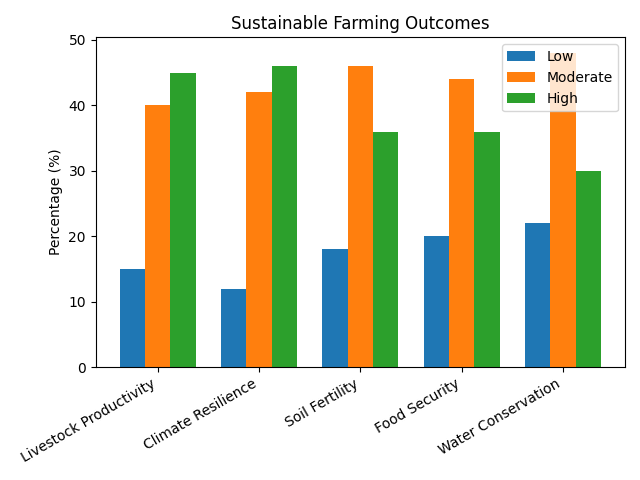 Sustainable Farming Outcomes
Low
Moderate
High
Percentage (%)
50
40
30
20
10
0
Livestock Productivity
Climate Resilience
Soil Fertility
Food Security
Water Conservation